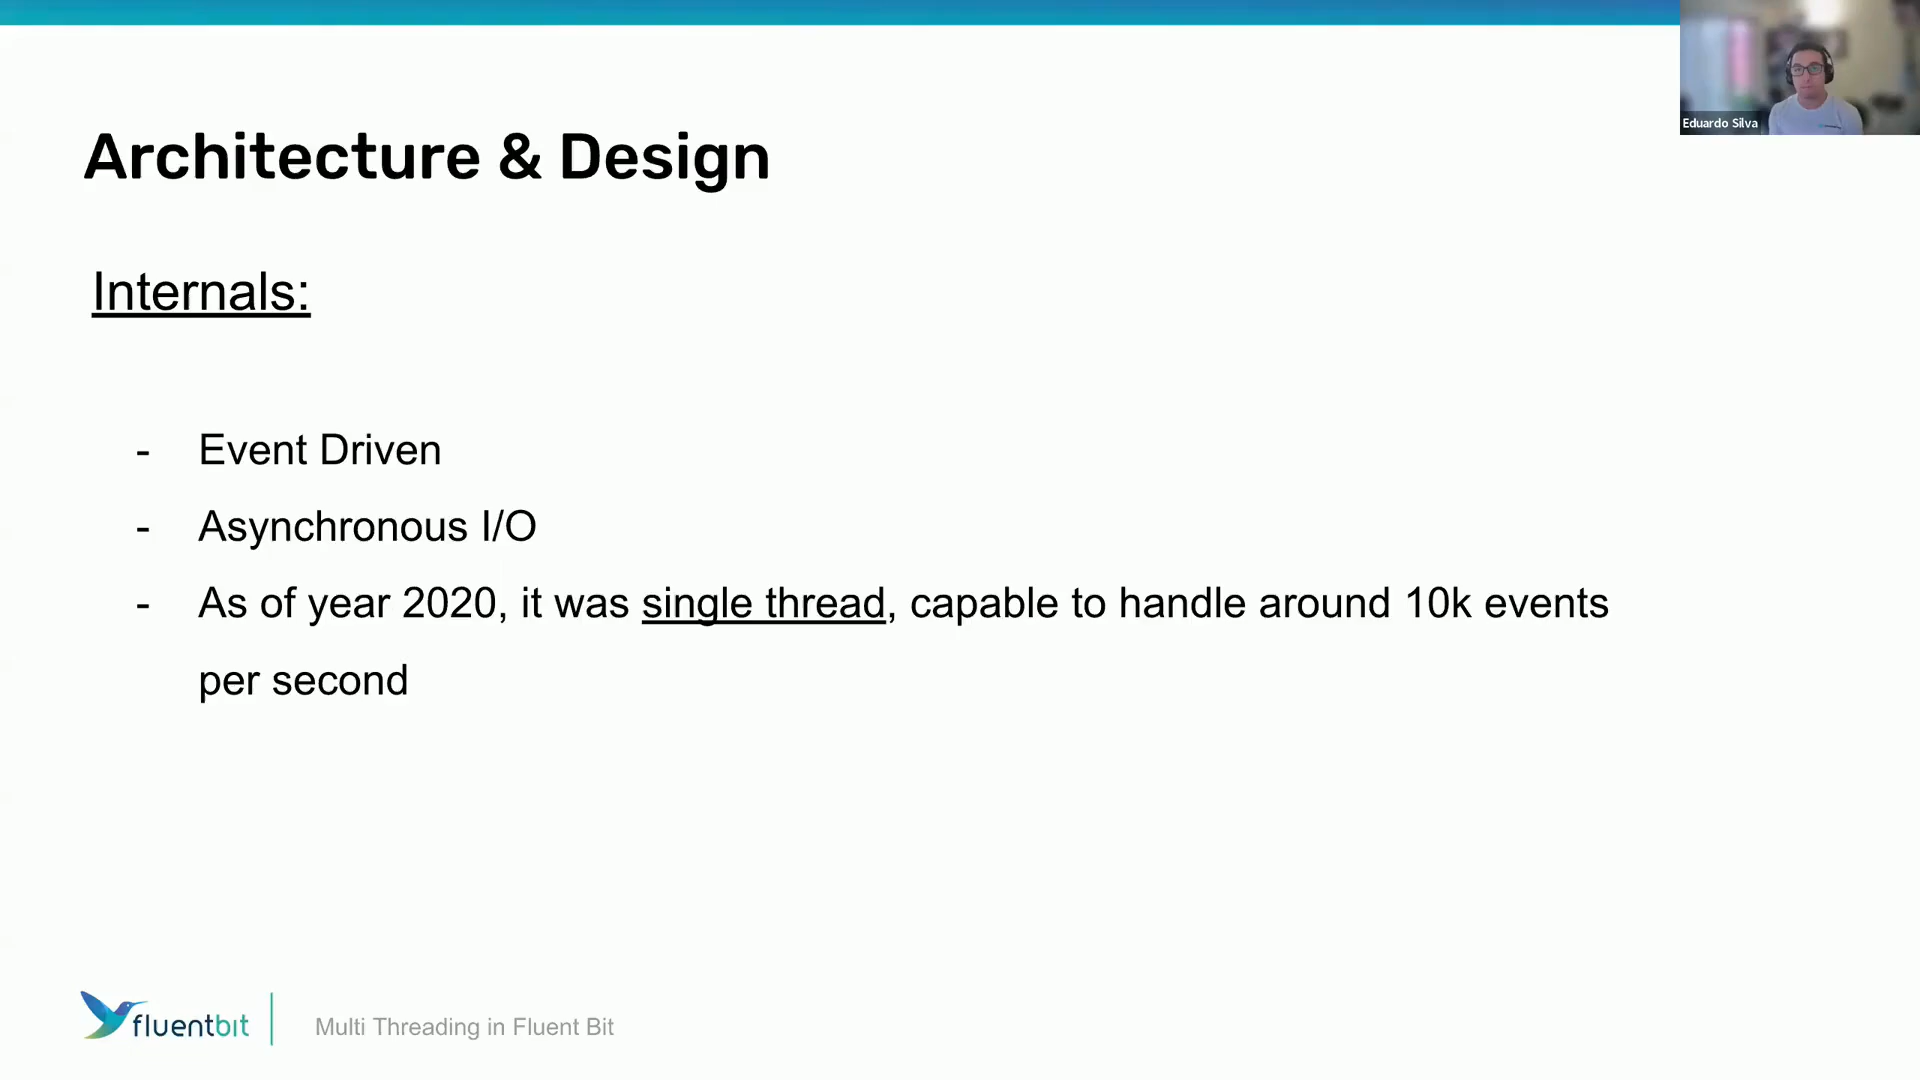 Eduardo Silva
Architecture & Design
Internals:
- Event Driven
- Asynchronous I/O
- As of year 2020, it was single thread, capable to handle around 10k events
per second
fluentbit
Multi Threading in Fluent Bit